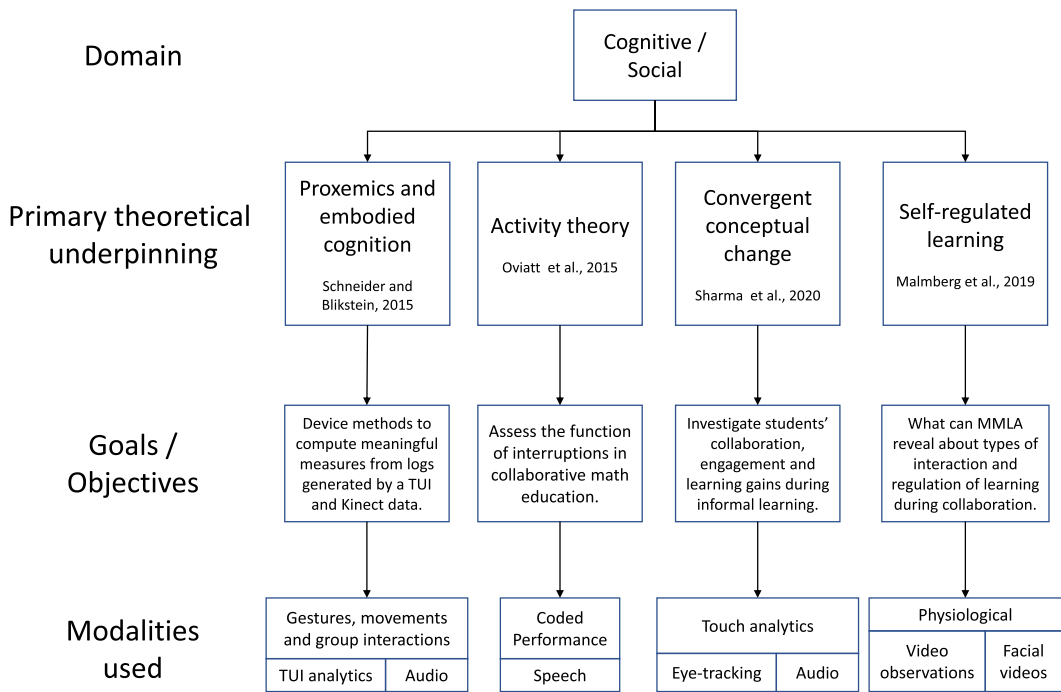 Domain
Cognitive /
Social
Primary theoretical
underpinning
Proxemics and
embodied
cognition
Schneider and
Blikstein, 2015
Activity theory
Oviatt et al., 2015
Convergent
conceptual
change
Sharma et al., 2020
Self-regulated
learning
Malmberg et al., 2019
Goals /
Objectives
Device methods to
compute meaningful
measures from logs
generated by a TUI
and Kinect data.
Assess the function
of interruptions in
collaborative math
education.
Investigate students'
collaboration,
engagement and
learning gains during
informal learning.
What can MMLA
reveal about types of
interaction and
regulation of learning
during collaboration.
Modalities
used
Gestures, movements
and group interactions
TUI analytics
Audio
Coded
Performance
Speech
Touch analytics
Eye-tracking
Audio
Physiological
Video
observations
Facial
videos